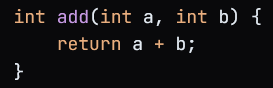 int add(int a, int b) {
    return a + b;
}